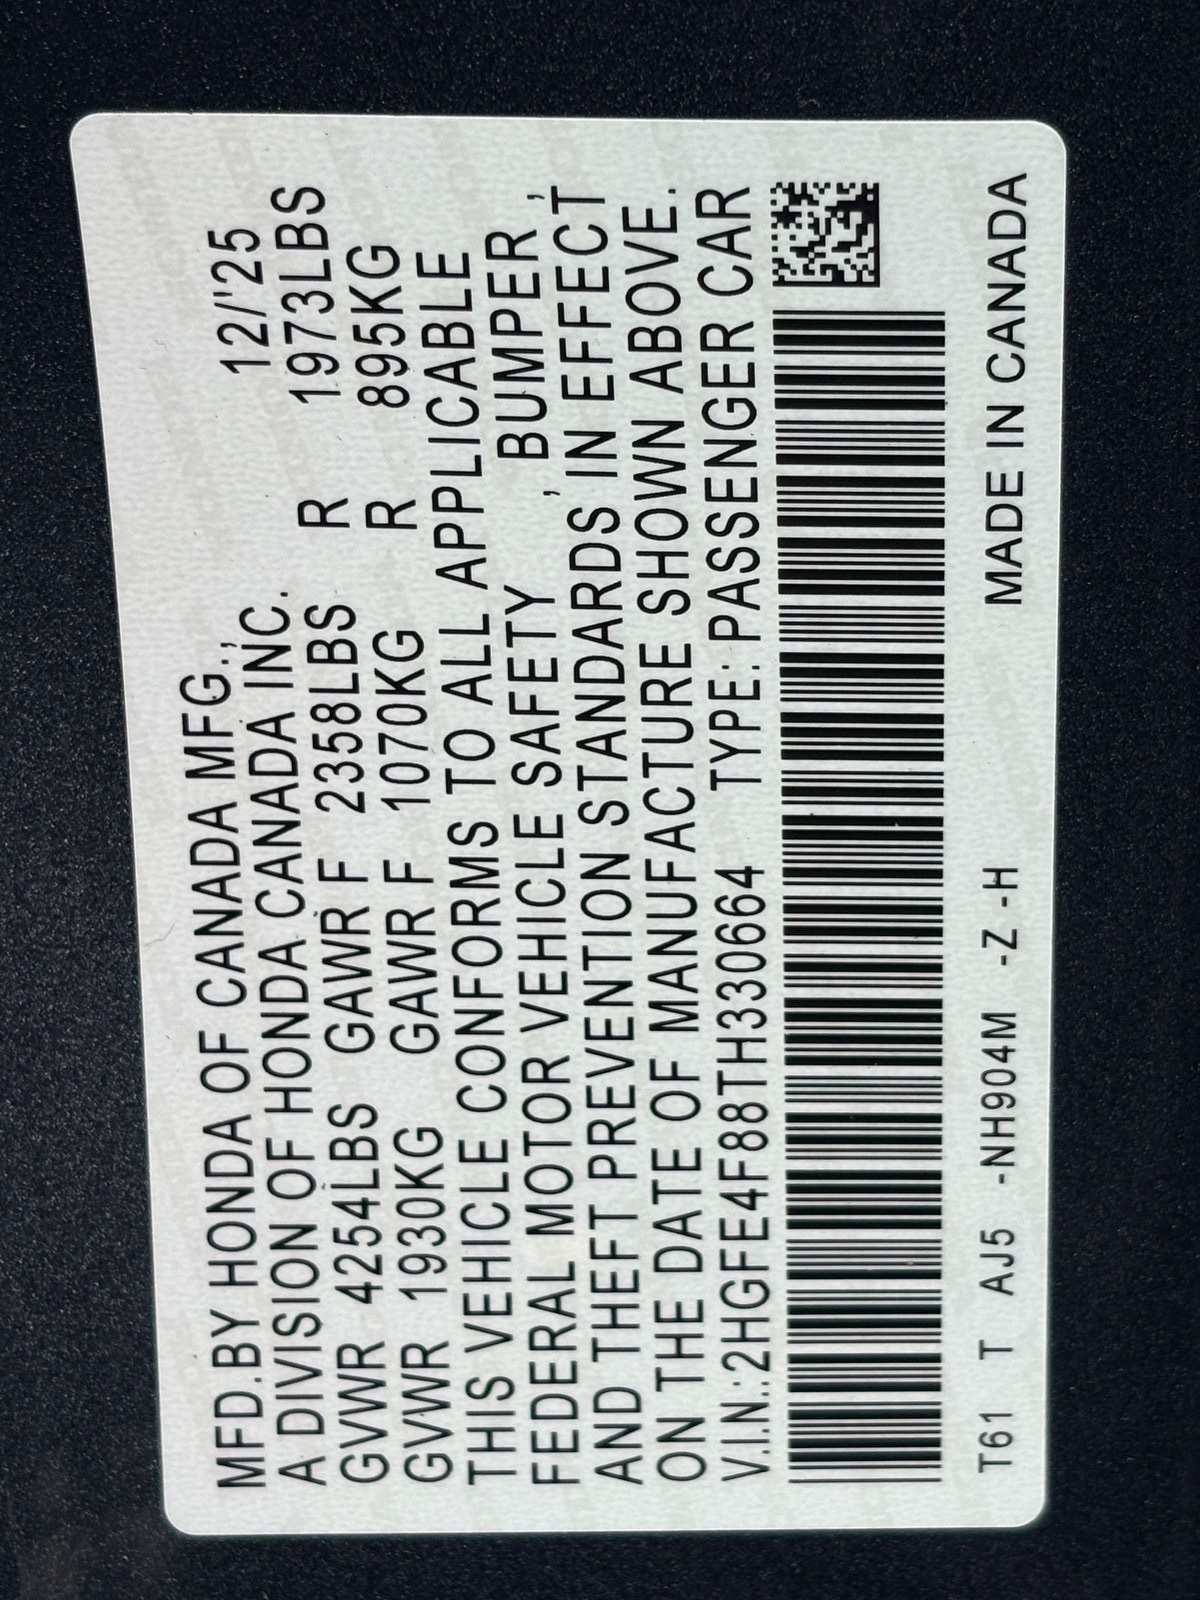 MFD.BY HONDA OF CANADA MFG., 12/'25
A DIVISION OF HONDA CANADA INC.
GVWR 4254LBS GAWR F 2358LBS R 1973LBS
GVWR 1930KG GAWR F 1070KG R 895KG
THIS VEHICLE CONFORMS TO ALL APPLICABLE
FEDERAL MOTOR VEHICLE SAFETY , BUMPER ,
AND THEFT PREVENTION STANDARDS IN EFFECT
ON THE DATE OF MANUFACTURE SHOWN ABOVE.
V.I.N.:2HGFE4F88TH330664 TYPE:PASSENGER CAR
T61 T AJ5 -NH904M -Z -H MADE IN CANADA